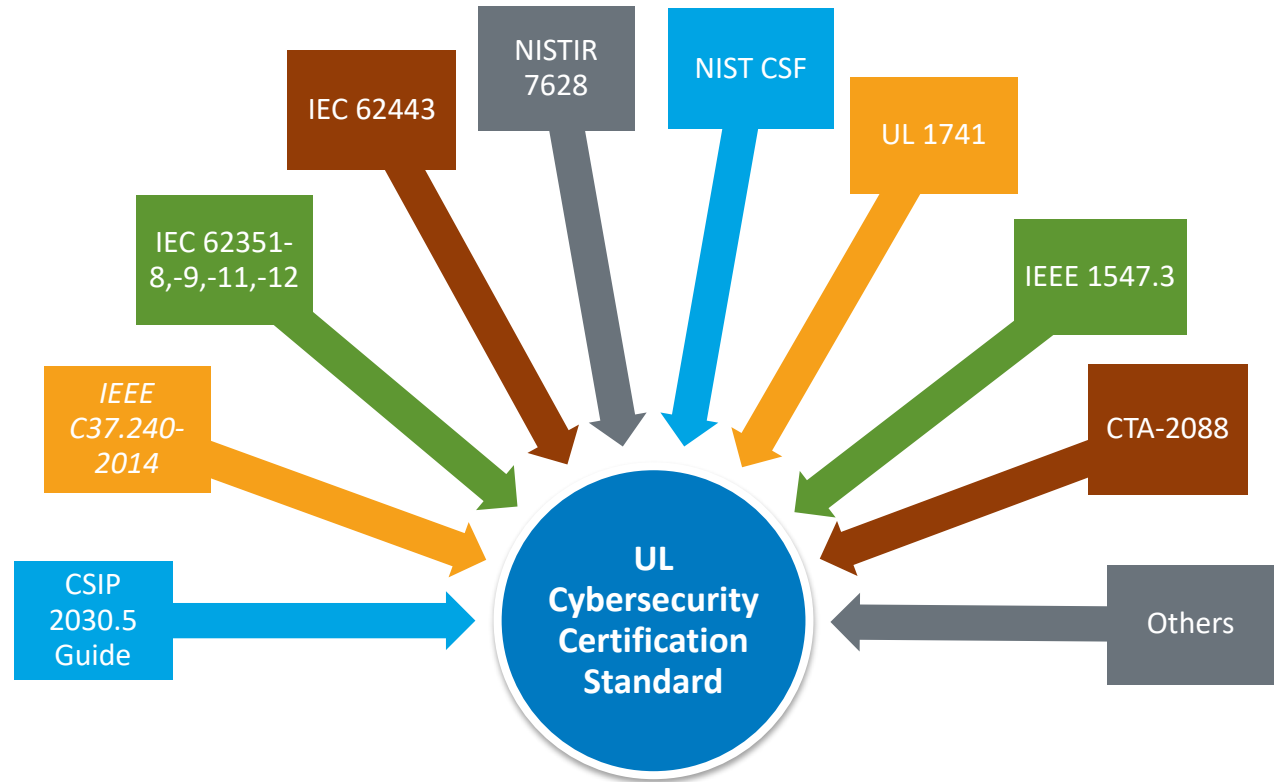 NISTIR
7628
NIST CSF
IEC 62443
UL 1741
IEC 62351-
8,-9,-11,-12
IEEE 1547.3
IEEE
C37.240-
2014
CTA-2088
CSIP
2030.5
Guide
UL
Cybersecurity
Certification
Standard
Others